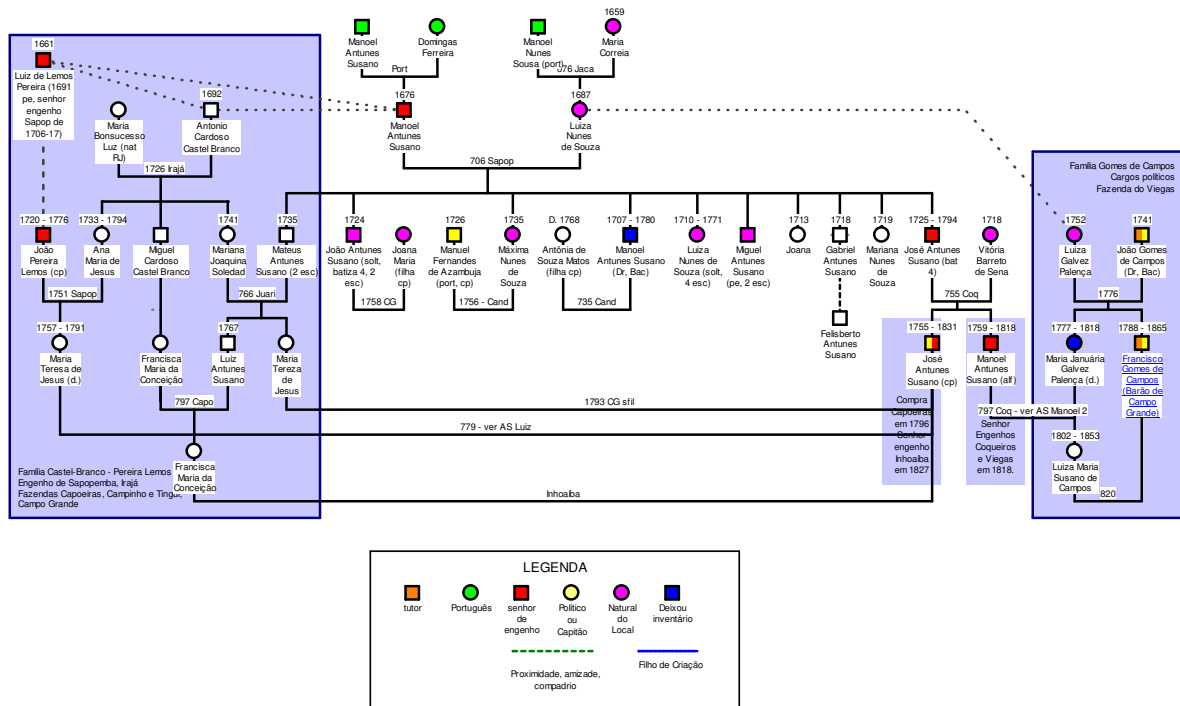 1659
Manoel
Antunes
Susano
Domingas
Ferreira
Manoel
Nunes
Sousa (port)
Maria
Correia
Port
J76 Jaca
1676
Manoel
Antunes
Susano
1687
Luiza
Nunes
de Souza
706 Sapop
1661
Luiz de Lemos
Pereira (1691
pe, senhor
engenho
Sapop de
1706-17)
Maria
Bonsucesso
Luz (nat
RJ)
1692
Antonio
Cardoso
Castel Branco
1726 Irajá
1720 - 1776
João
Pereira
Lemos (cp)
1733 - 1794
Ana
Maria de
Jesus
Miguel
Cardoso
Castel Branco
1741
Mariana
Joaquina
Soledad
1735
Mateus
Antunes
Susano (2 esc)
1724
João Antunes
Susano (solt,
batiza 4, 2
esc)
Joana
Maria (filha
cp)
1726
Manuel
Fernandes
de Azambuja
(port, cp)
1735
Máxima
Nunes
de Souza
D. 1768
Antônia de
Souza Matos
(filha cp)
1707 - 1780
Manoel
Antunes Susano
(Dr, Bac)
1710 - 1771
Luiza
Nunes de
Souza (solt,
4 esc)
Miguel
Antunes
Susano
(pe, 2 esc)
1713
Joana
1718
Gabriel
Antunes
Susano
1719
Mariana
Nunes de
Souza
1725 - 1794
José Antunes
Susano (bat
4)
1718
Vitória
Barreto
de Sena
Família Gomes de Campos
Cargos políticos
Fazenda do Viegas
1752
Luiza
Galvez
Palença
1741
João Gomes
de Campos
(Dr, Bac)
1751 Sapop
766 Juari
1758 CG
1756 - Cand
735 Cand
755 Coq
1776
1757 - 1791
Maria
Teresa de
Jesus (d.)
Francisca
Maria da
Conceição
1767
Luiz
Antunes
Susano
Maria
Tereza
de
Jesus
Felisberto
Antunes
Susano
1755 - 1831
José
Antunes
Susano (cp)
1759 - 1818
Manoel
Antunes
Susano (alf)
1777 - 1818
Maria Januária
Galvez
Palença (d.)
1788 - 1865
Francisco
Gomes de
Campos
(Barão de
Campo
Grande)
797 Capo
1793 CG sfil
779 - ver AS Luiz
797 Coq - ver AS Manoel 2
Compra
Capoeiras
em 1796
Senhor
engenho
Inhoaiba
em 1827
Senhor
Engenhos
Coqueiros
e Viegas
em 1818.
1802 - 1853
Luiza Maria
Susano de
Campos
820
Francisca
Maria da
Conceição
Inhoaíba
Família Castel-Branco - Pereira Lemos
Engenho de Sapopemba, Irajá
Fazendas Capoeiras, Campinho e Tingui,
Campo Grande
LEGENDA
tutor
Português
senhor
de
engenho
Político
ou
Capitão
Natural
do
Local
Deixou
inventário
Proximidade, amizade,
compadrio
Filho de Criação